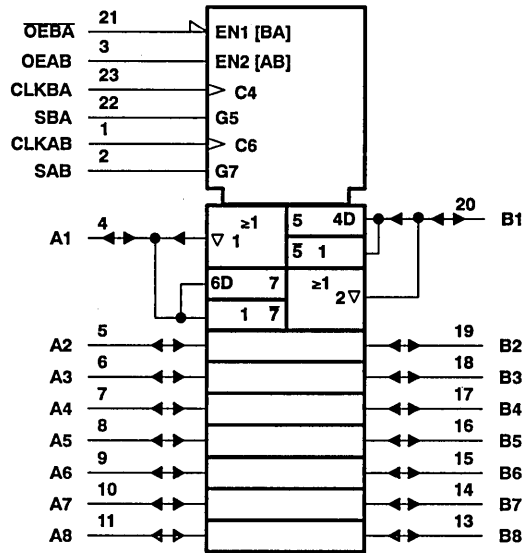 OEBA 21 EN1 [BA]
OEAB 3 EN2 [AB]
CLKBA 23 C4
SBA 22 G5
CLKAB 1 C6
SAB 2 G7
A1 4 ≥1 ▽ 1 5 4D 20 B1
5̅ 1
6D 7 ≥1 2 ▽
1 7̅
A2 5 19 B2
A3 6 18 B3
A4 7 17 B4
A5 8 16 B5
A6 9 15 B6
A7 10 14 B7
A8 11 13 B8